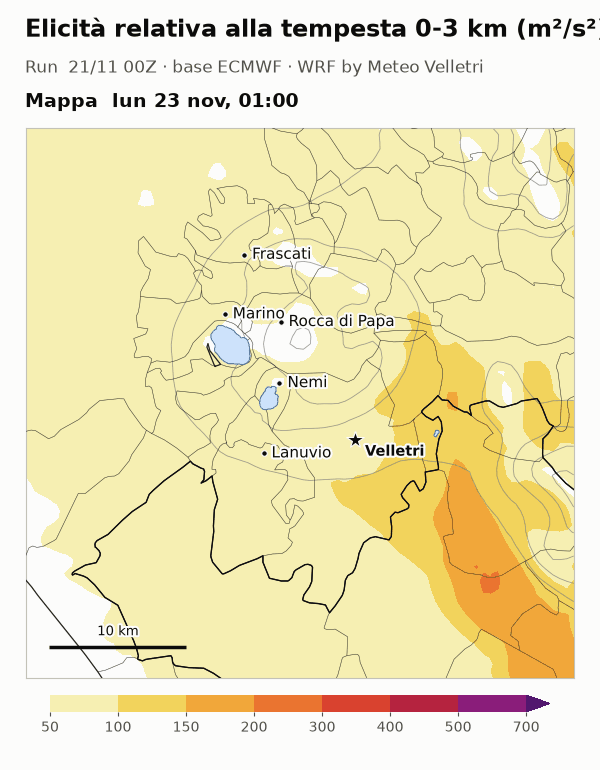 Elicità relativa alla tempesta 0-3 km (m²/s²)
Run  21/11 00Z · base ECMWF · WRF by Meteo Velletri
Mappa  lun 23 nov, 01:00
Frascati
Marino
Rocca di Papa
Nemi
Velletri
Lanuvio
10 km
50 100 150 200 300 400 500 700